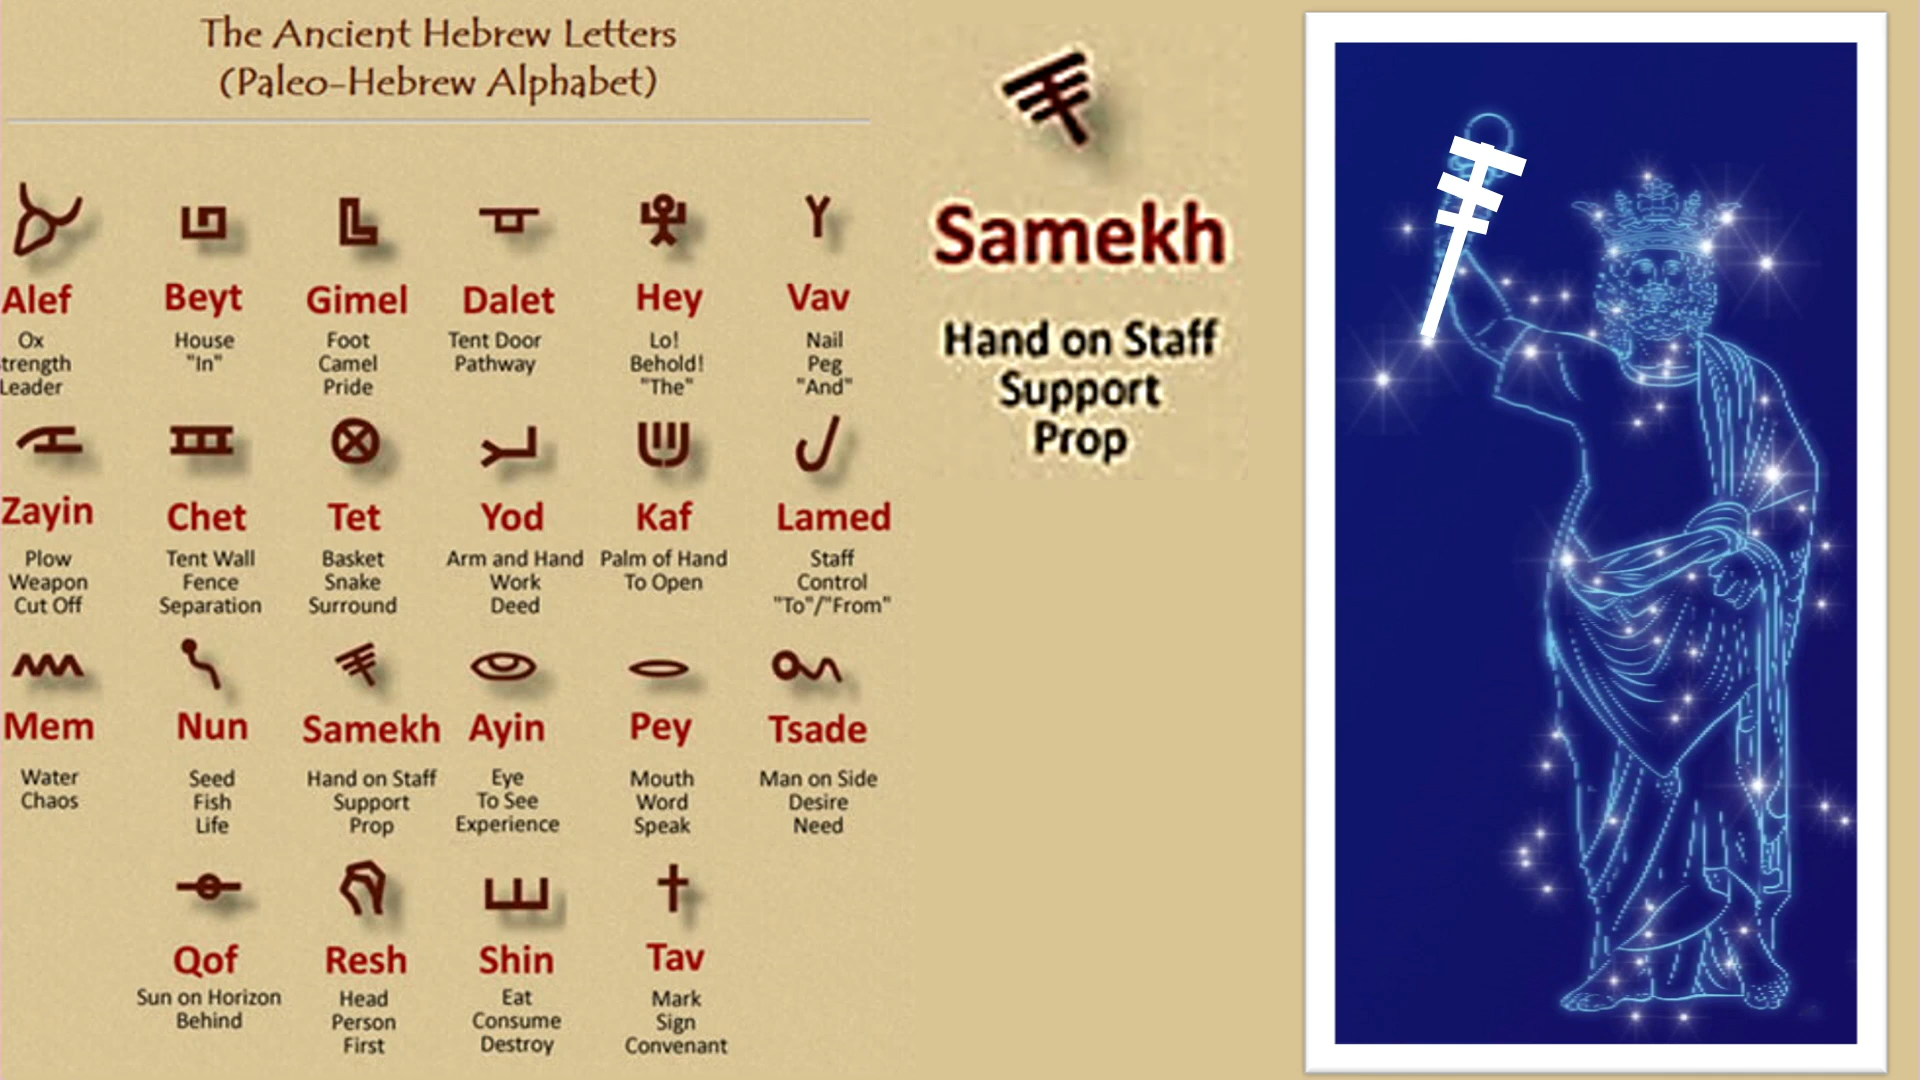 The Ancient Hebrew Letters
(Paleo-Hebrew Alphabet)
Alef
Ox
trength
Leader
Beyt
House
"In"
Gimel
Foot
Camel
Pride
Dalet
Tent Door
Pathway
Hey
Lo!
Behold!
"The"
Vav
Nail
Peg
"And"
Zayin
Plow
Weapon
Cut Off
Chet
Tent Wall
Fence
Separation
Tet
Basket
Snake
Surround
Yod
Arm and Hand
Work
Deed
Kaf
Palm of Hand
To Open
Lamed
Staff
Control
"To"/"From"
Mem
Water
Chaos
Nun
Seed
Fish
Life
Samekh
Hand on Staff
Support
Prop
Ayin
Eye
To See
Experience
Pey
Mouth
Word
Speak
Tsade
Man on Side
Desire
Need
Qof
Sun on Horizon
Behind
Resh
Head
Person
First
Shin
Eat
Consume
Destroy
Tav
Mark
Sign
Convenant
Samekh
Hand on Staff
Support
Prop